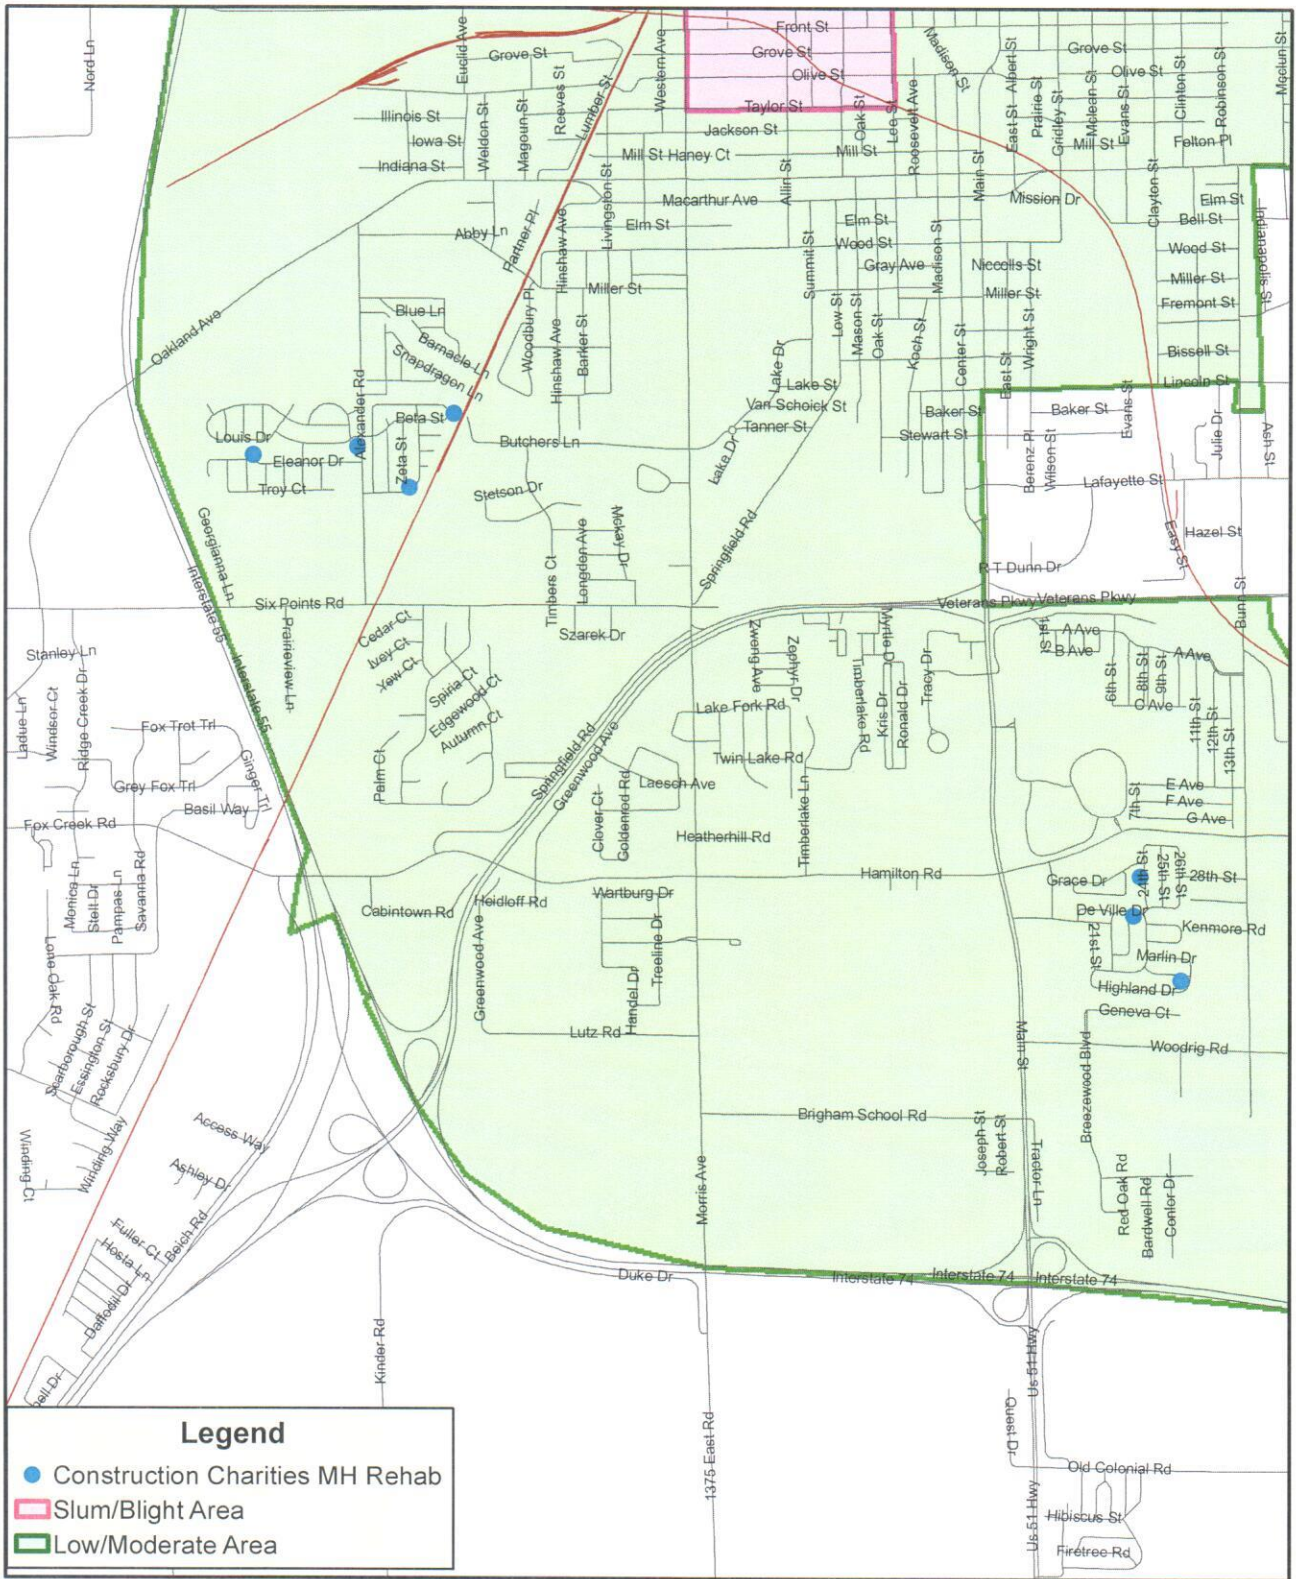 Nord Ln
Euclid Ave
Grove St
Western Ave
Front St
Grove St
Olive St
Madison St
Albert St
Grove St
Olive St
Clinton St
Robinson St
Mcclun St
Illinois St
Iowa St
Indiana St
Weldon St
Magoun St
Reeves St
Lumber St
Taylor St
Jackson St
Mill St
Haney Ct
Oak St
Mill St
Lee St
Roosevelt Ave
East St
Prairie St
Gridley St
Mclean St
Evans St
Mill St
Felton Pl
Macarthur Ave
Allin St
Main St
Mission Dr
Clayton St
Elm St
Bell St
Indianapolis St
Abby Ln
Partner Pl
Hinshaw Ave
Livingston St
Elm St
Summit St
Elm St
Wood St
Gray Ave
Madison St
Niccolls St
Miller St
Wood St
Miller St
Fremont St
Oakland Ave
Blue Ln
Barnacle Ln
Snapdragon Ln
Woodbury Pl
Miller St
Hinshaw Ave
Barker St
Low St
Mason St
Oak St
Koch St
Center St
East St
Wright St
Bissell St
Lincoln St
Alexander Rd
Lake Dr
Lake St
Van Schoick St
Tanner St
Lake Dr
Baker St
Stewart St
Baker St
Evans St
Julie Dr
Ash St
Louis Dr
Beta St
Zeta St
Eleanor Dr
Troy Ct
Butchers Ln
Stetson Dr
Berenz Pl
Wilson St
Lafayette St
Hazel St
Easy St
Georgianna Ln
Interstate 55
Timbers Ct
Longden Ave
Mckay Dr
Springfield Rd
R T Dunn Dr
Six Points Rd
Veterans Pkwy
Veterans Pkwy
Bunn St
Stanley Ln
Interstate 55
Prairieview Ln
Cedar Ct
Ivey Ct
Yew Ct
Szarek Dr
Zweng Ave
Zephyr Dr
Myrtle Dr
Timberlake Rd
Kris Dr
Ronald Dr
Tracy Dr
1st St
A Ave
B Ave
6th St
8th St
9th St
A Ave
C Ave
11th St
12th St
13th St
Ladue Ln
Windsor Ct
Ridge Creek Dr
Fox Trot Trl
Spiria Ct
Edgewood Ct
Autumn Ct
Lake Fork Rd
Twin Lake Rd
Grey Fox Trl
Ginger Trl
Basil Way
Palm Ct
Springfield Rd
Greenwood Ave
Laesch Ave
Timberlake Ln
E Ave
F Ave
G Ave
7th St
Fox Creek Rd
Clover Ct
Goldenrod Rd
Heatherhill Rd
Hamilton Rd
Monica Ln
Stell Dr
Pampas Ln
Savanna Rd
Cabintown Rd
Heidloff Rd
Wartburg Dr
Grace Dr
24th St
25th St
26th St
28th St
De Ville Dr
Kenmore Rd
21st St
Marlin Dr
Highland Dr
Geneva Ct
Lone Oak Rd
Greenwood Ave
Handel Dr
Treeline Dr
Lutz Rd
Main St
Woodrig Rd
Breezewood Blvd
Scarborough St
Essington St
Rocksbury Dr
Access Way
Brigham School Rd
Joseph St
Robert St
Tractor Ln
Winding Ct
Winding Way
Ashley Dr
Morris Ave
Red Oak Rd
Bardwell Rd
Conlor Dr
Fuller Ct
Hosta Ln
Beich Rd
Daffodil Dr
Duke Dr
Interstate 74
Interstate 74
Interstate 74
Kinder Rd
Us 51 Hwy
1375 East Rd
Quest Dr
Old Colonial Rd
Us 51 Hwy
Hibiscus St
Firetree Rd
Legend
Construction Charities MH Rehab
Slum/Blight Area
Low/Moderate Area